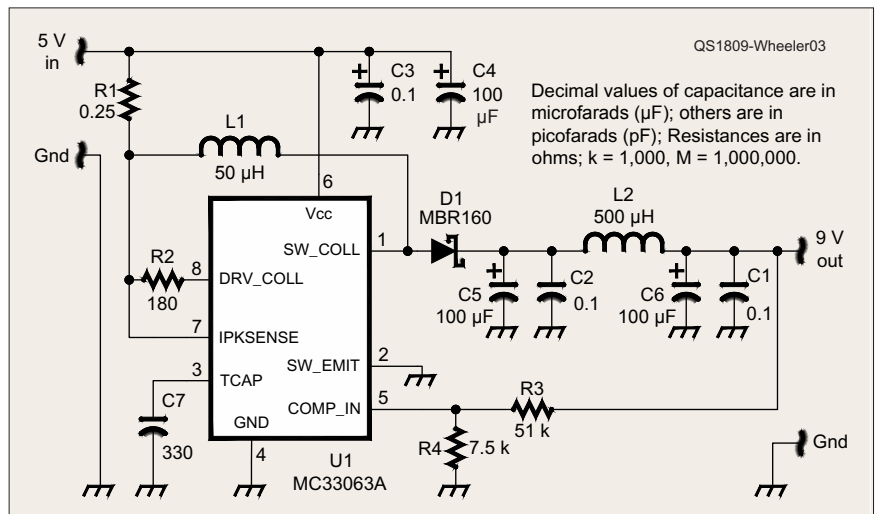 5 V
in
QS1809-Wheeler03
R1
0.25
C3
0.1
C4
100
µF
Decimal values of capacitance are in
microfarads (µF); others are in
picofarads (pF); Resistances are in
ohms; k = 1,000, M = 1,000,000.
L1
50 µH
Gnd
6
Vcc
D1
MBR160
L2
500 µH
SW_COLL
1
9 V
out
R2
180
8
DRV_COLL
C5
100 µF
C2
0.1
C6
100 µF
C1
0.1
7
IPKSENSE
3
TCAP
SW_EMIT
2
COMP_IN
5
R3
51 k
C7
330
GND
4
R4
7.5 k
Gnd
U1
MC33063A
+
+
+
+